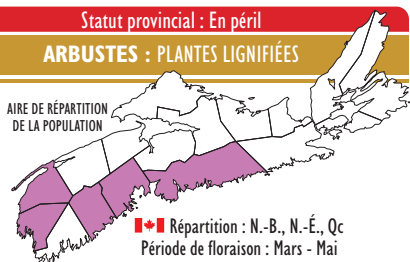 Statut provincial : En péril
ARBUSTES : PLANTES LIGNIFIÉES
AIRE DE RÉPARTITION
DE LA POPULATION
Répartition : N.-B., N.-É., Qc
Période de floraison : Mars - Mai